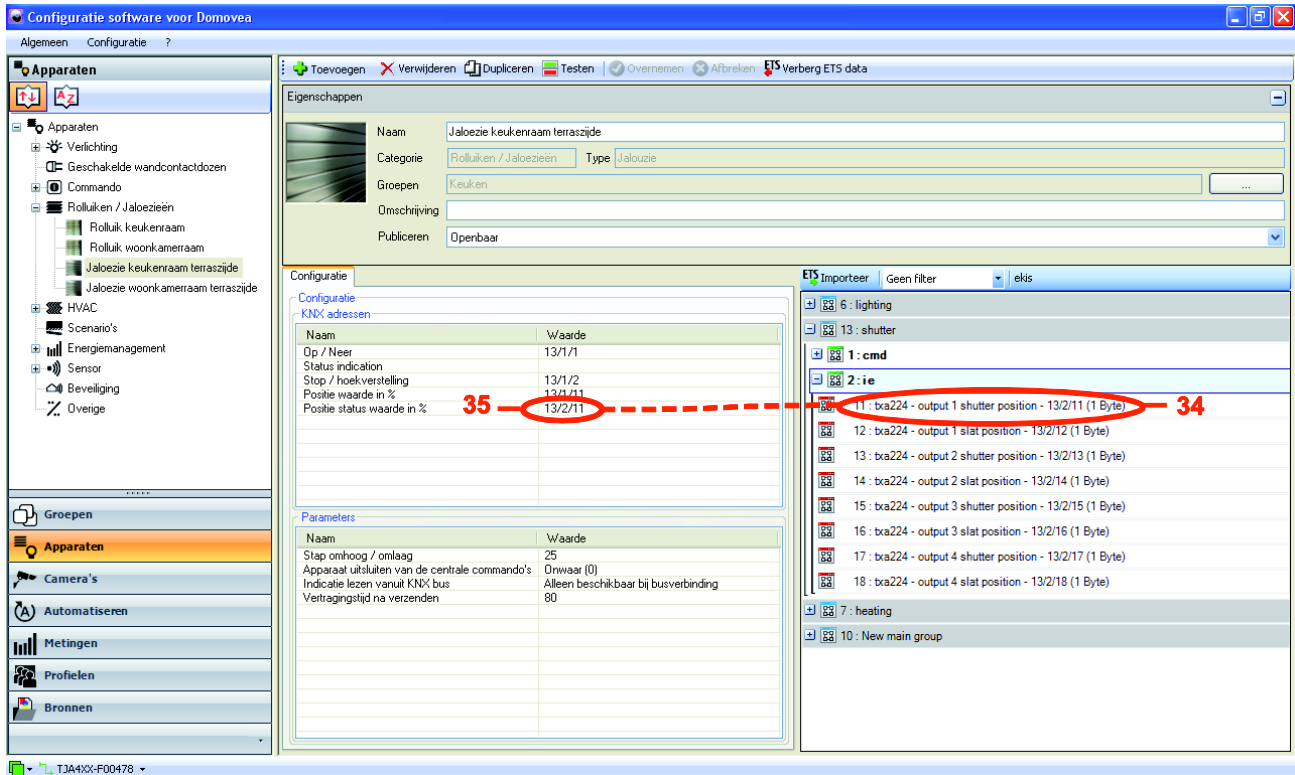 Configuratie software voor Domovea
Algemeen Configuratie ?
Apparaten
A Z
Apparaten
Verlichting
Geschakelde wandcontactdozen
Commando
Rolluiken / Jaloezieën
Rolluik keukenraam
Rolluik woonkamerraam
Jaloezie keukenraam terraszijde
Jaloezie woonkamerraam terraszijde
HVAC
Scenario's
Energiemanagement
Sensor
Beveiliging
Overige
Groepen
Apparaten
Camera's
Automatiseren
Metingen
Profielen
Bronnen
Toevoegen Verwijderen Dupliceren Testen Overnemen Afbreken ETS Verberg ETS data
Eigenschappen
Naam Jaloezie keukenraam terraszijde
Categorie Rolluiken / Jaloezieën Type Jalouzie
Groepen Keuken ...
Omschrijving
Publiceren Openbaar
Configuratie
Configuratie
KNX adressen
Naam Waarde
Op / Neer 13/1/1
Status indication
Stop / hoekverstelling 13/1/2
Positie waarde in % 13/1/11
Positie status waarde in % 13/2/11
35
Parameters
Naam Waarde
Stap omhoog / omlaag 25
Apparaat uitsluiten van de centrale commando's Onwaar (0)
Indicatie lezen vanuit KNX bus Alleen beschikbaar bij busverbinding
Vertragingstijd na verzenden 80
ETS Importeer Geen filter ekis
6 : lighting
13 : shutter
1 : cmd
2 : ie
11 : txa224 - output 1 shutter position - 13/2/11 (1 Byte)
34
12 : txa224 - output 1 slat position - 13/2/12 (1 Byte)
13 : txa224 - output 2 shutter position - 13/2/13 (1 Byte)
14 : txa224 - output 2 slat position - 13/2/14 (1 Byte)
15 : txa224 - output 3 shutter position - 13/2/15 (1 Byte)
16 : txa224 - output 3 slat position - 13/2/16 (1 Byte)
17 : txa224 - output 4 shutter position - 13/2/17 (1 Byte)
18 : txa224 - output 4 slat position - 13/2/18 (1 Byte)
7 : heating
10 : New main group
TJA4XX-F00478